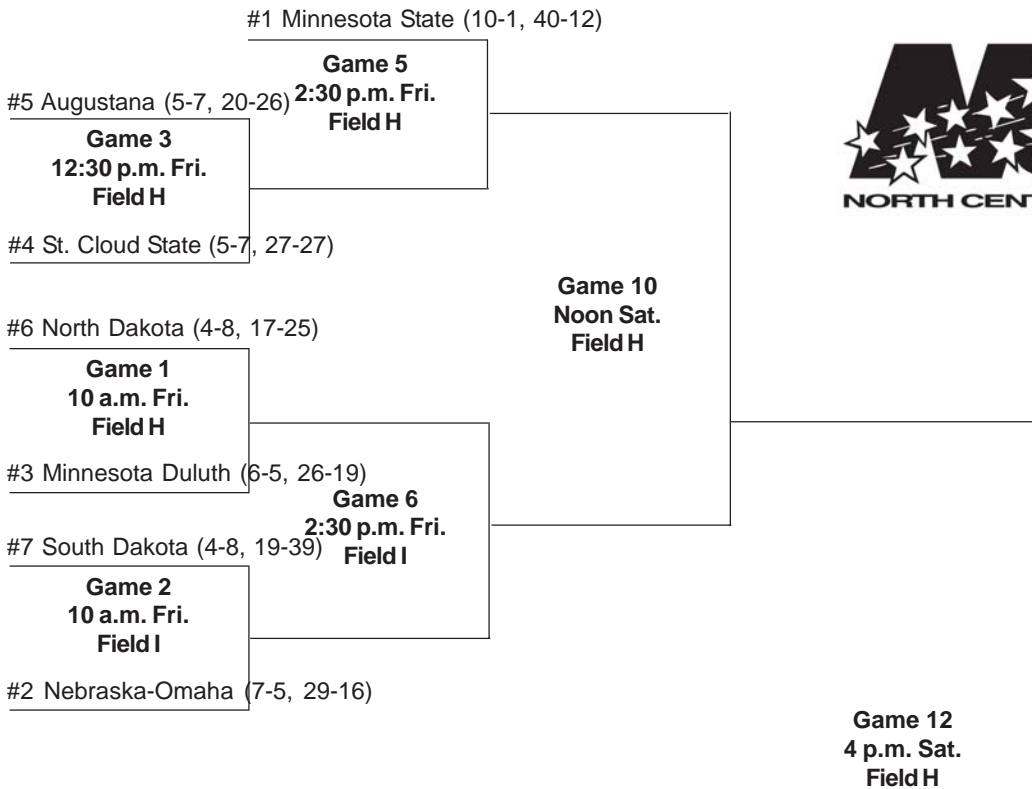 #1 Minnesota State (10-1, 40-12)
Game 5
2:30 p.m. Fri.
Field H
#5 Augustana (5-7, 20-26)
Game 3
12:30 p.m. Fri.
Field H
#4 St. Cloud State (5-7, 27-27)
Game 10
Noon Sat.
Field H
#6 North Dakota (4-8, 17-25)
Game 1
10 a.m. Fri.
Field H
#3 Minnesota Duluth (6-5, 26-19)
Game 6
2:30 p.m. Fri.
Field I
#7 South Dakota (4-8, 19-39)
Game 2
10 a.m. Fri.
Field I
#2 Nebraska-Omaha (7-5, 29-16)
Game 12
4 p.m. Sat.
Field H
NORTH